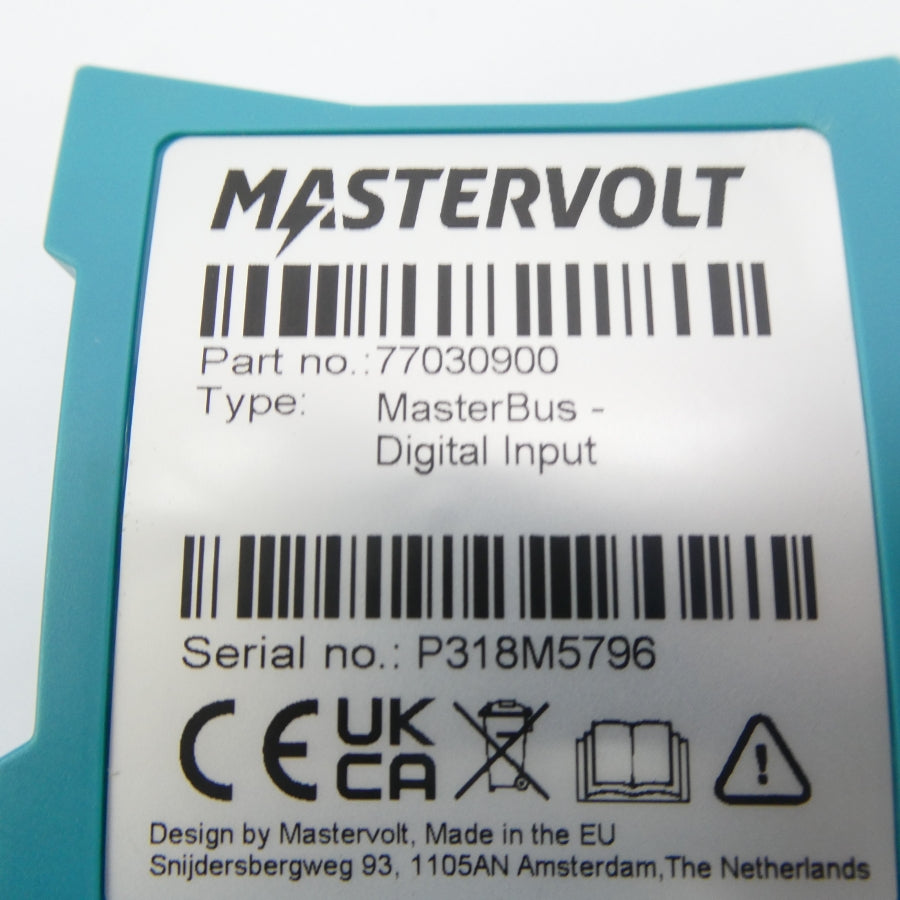 MASTERVOLT
Part no.: 77030900
Type: MasterBus -
Digital Input
Serial no.: P318M5796
CE UK
CA
Design by Mastervolt, Made in the EU
Snijdersbergweg 93, 1105AN Amsterdam, The Netherlands